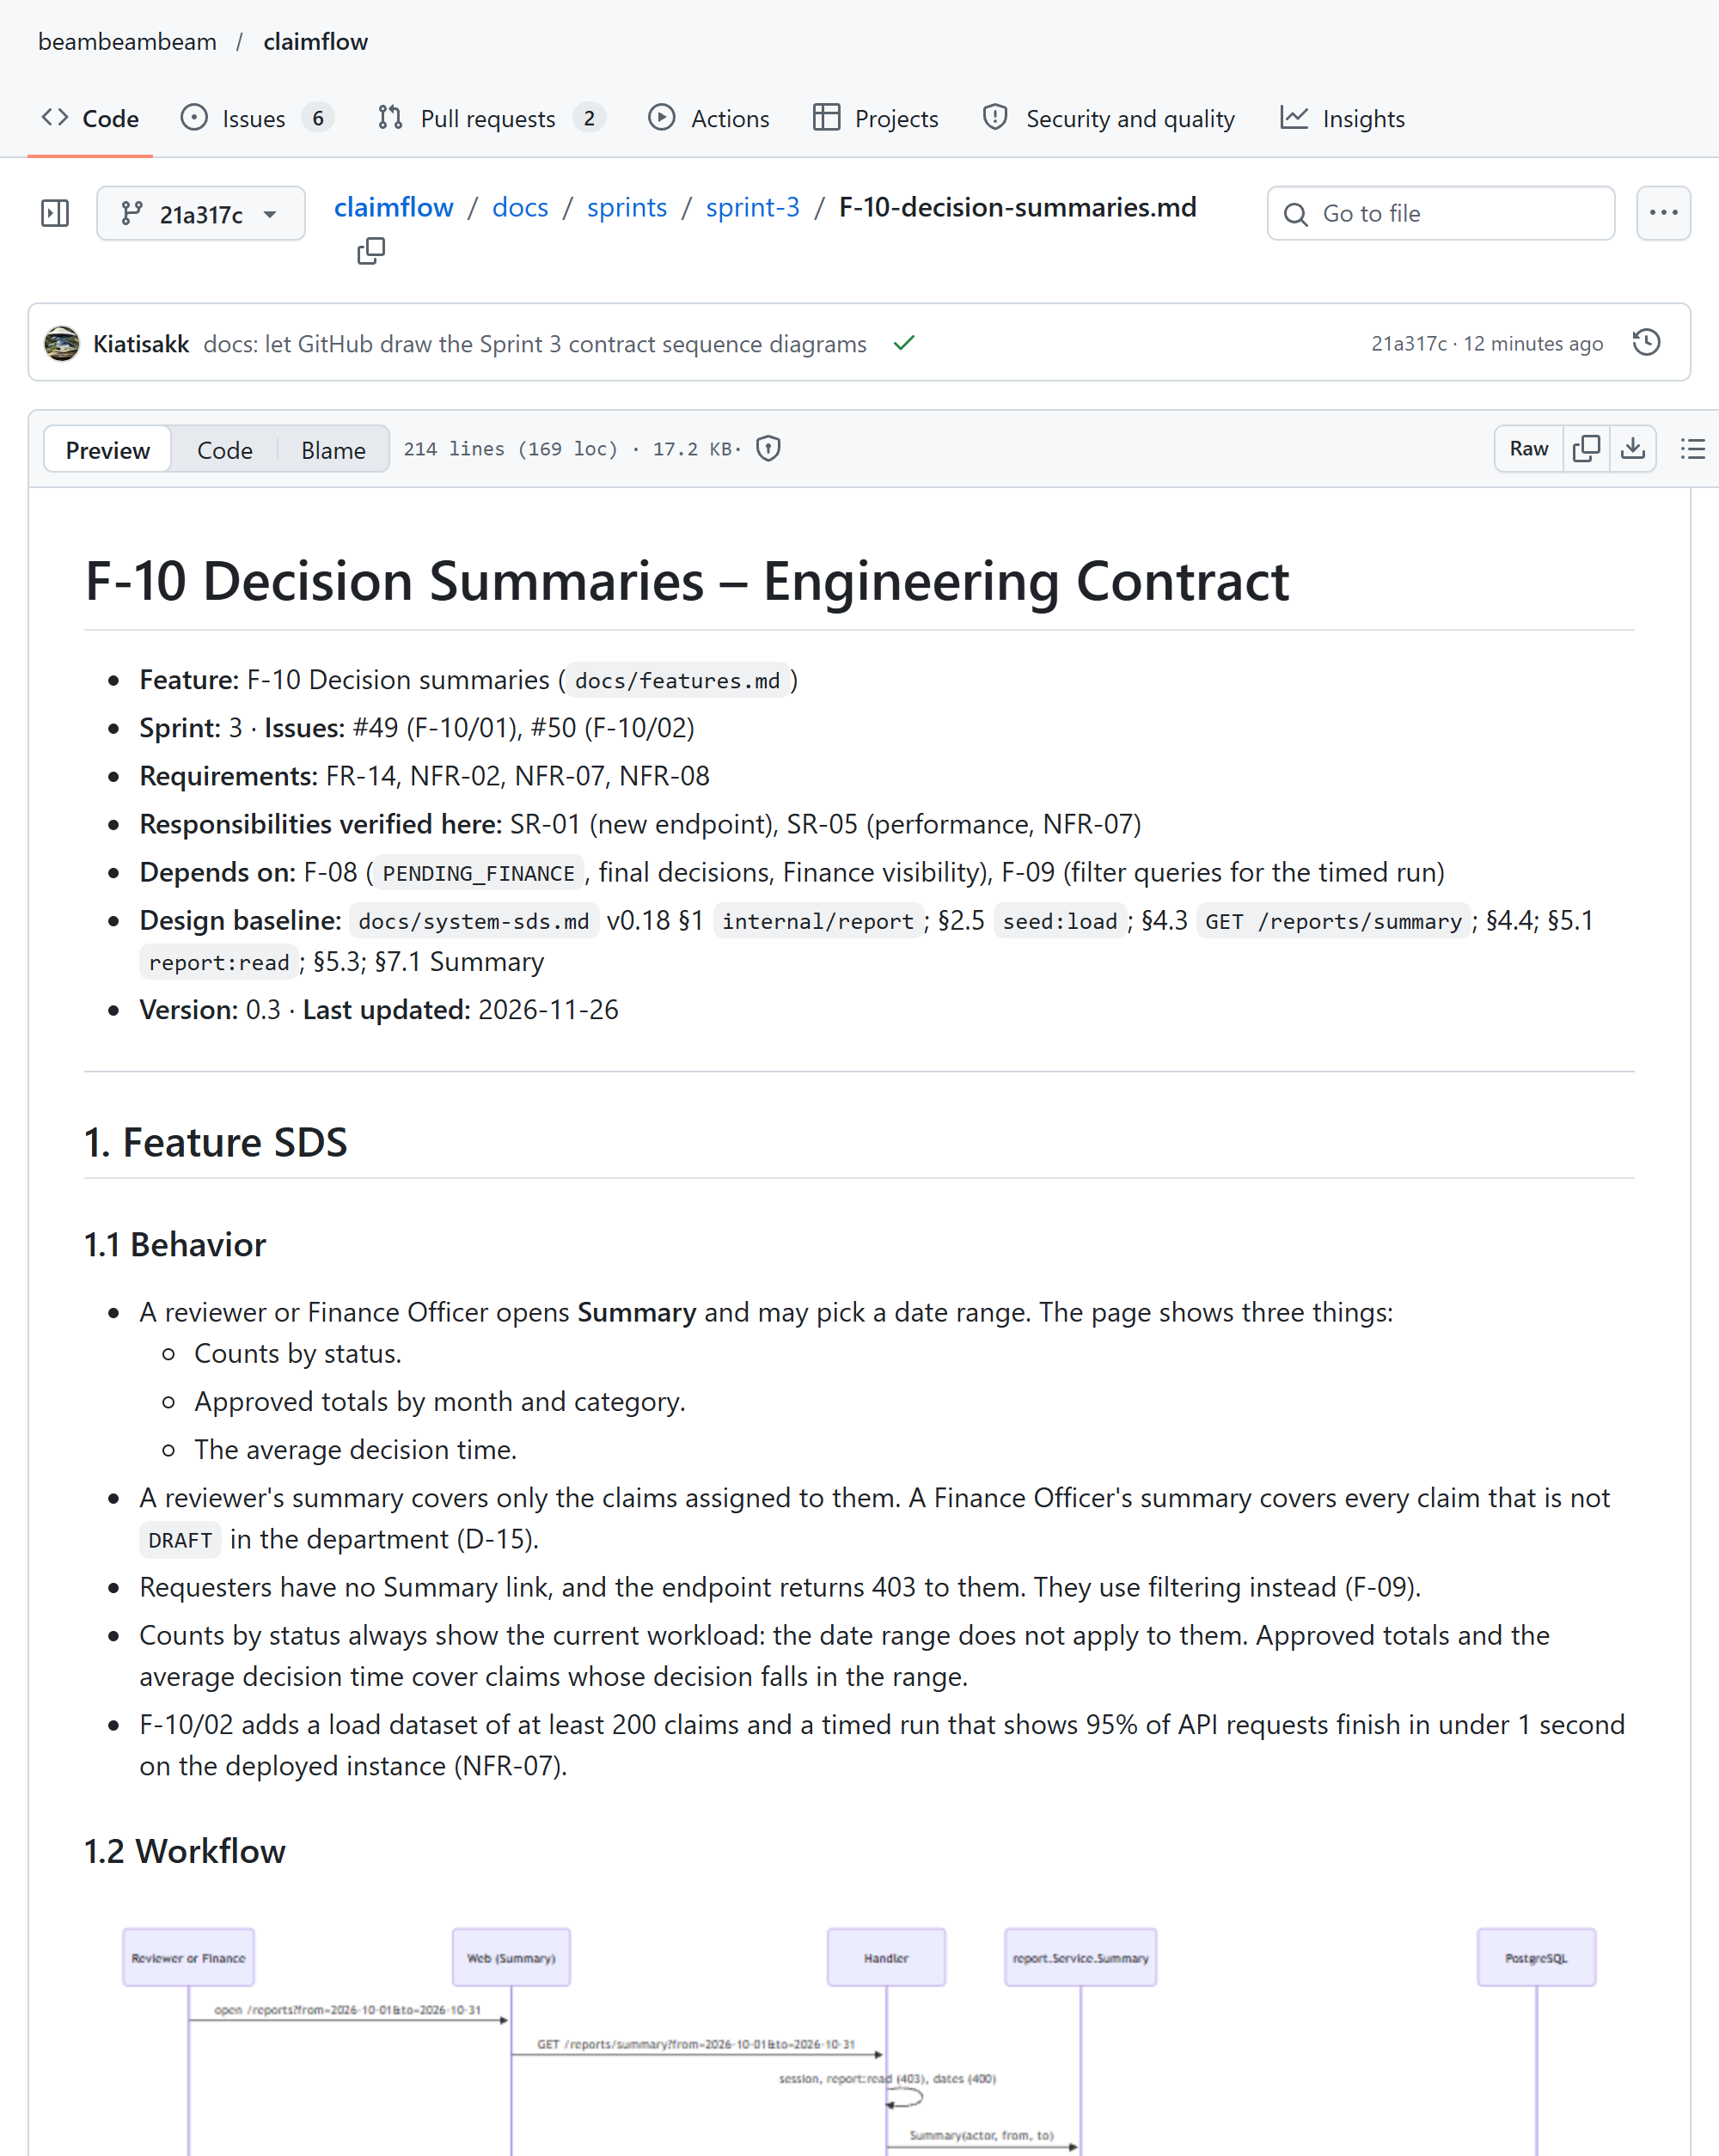 beambeambeam / claimflow
Code Issues 6 Pull requests 2 Actions Projects Security and quality Insights
21a317c claimflow / docs / sprints / sprint-3 / F-10-decision-summaries.md Go to file
Kiatisakk docs: let GitHub draw the Sprint 3 contract sequence diagrams 21a317c · 12 minutes ago
Preview Code Blame 214 lines (169 loc) · 17.2 KB· Raw
F-10 Decision Summaries – Engineering Contract
• Feature: F-10 Decision summaries ( docs/features.md )
• Sprint: 3 · Issues: #49 (F-10/01), #50 (F-10/02)
• Requirements: FR-14, NFR-02, NFR-07, NFR-08
• Responsibilities verified here: SR-01 (new endpoint), SR-05 (performance, NFR-07)
• Depends on: F-08 ( PENDING_FINANCE , final decisions, Finance visibility), F-09 (filter queries for the timed run)
• Design baseline: docs/system-sds.md v0.18 §1 internal/report ; §2.5 seed:load ; §4.3 GET /reports/summary ; §4.4; §5.1
report:read ; §5.3; §7.1 Summary
• Version: 0.3 · Last updated: 2026-11-26
1. Feature SDS
1.1 Behavior
• A reviewer or Finance Officer opens Summary and may pick a date range. The page shows three things:
○ Counts by status.
○ Approved totals by month and category.
○ The average decision time.
• A reviewer's summary covers only the claims assigned to them. A Finance Officer's summary covers every claim that is not
DRAFT in the department (D-15).
• Requesters have no Summary link, and the endpoint returns 403 to them. They use filtering instead (F-09).
• Counts by status always show the current workload: the date range does not apply to them. Approved totals and the
average decision time cover claims whose decision falls in the range.
• F-10/02 adds a load dataset of at least 200 claims and a timed run that shows 95% of API requests finish in under 1 second
on the deployed instance (NFR-07).
1.2 Workflow
Reviewer or Finance Web (Summary) Handler report.Service.Summary PostgreSQL
open /reports?from=2026-10-01&to=2026-10-31
GET /reports/summary?from=2026-10-01&to=2026-10-31
session, report:read (403), dates (400)
Summary(actor, from, to)